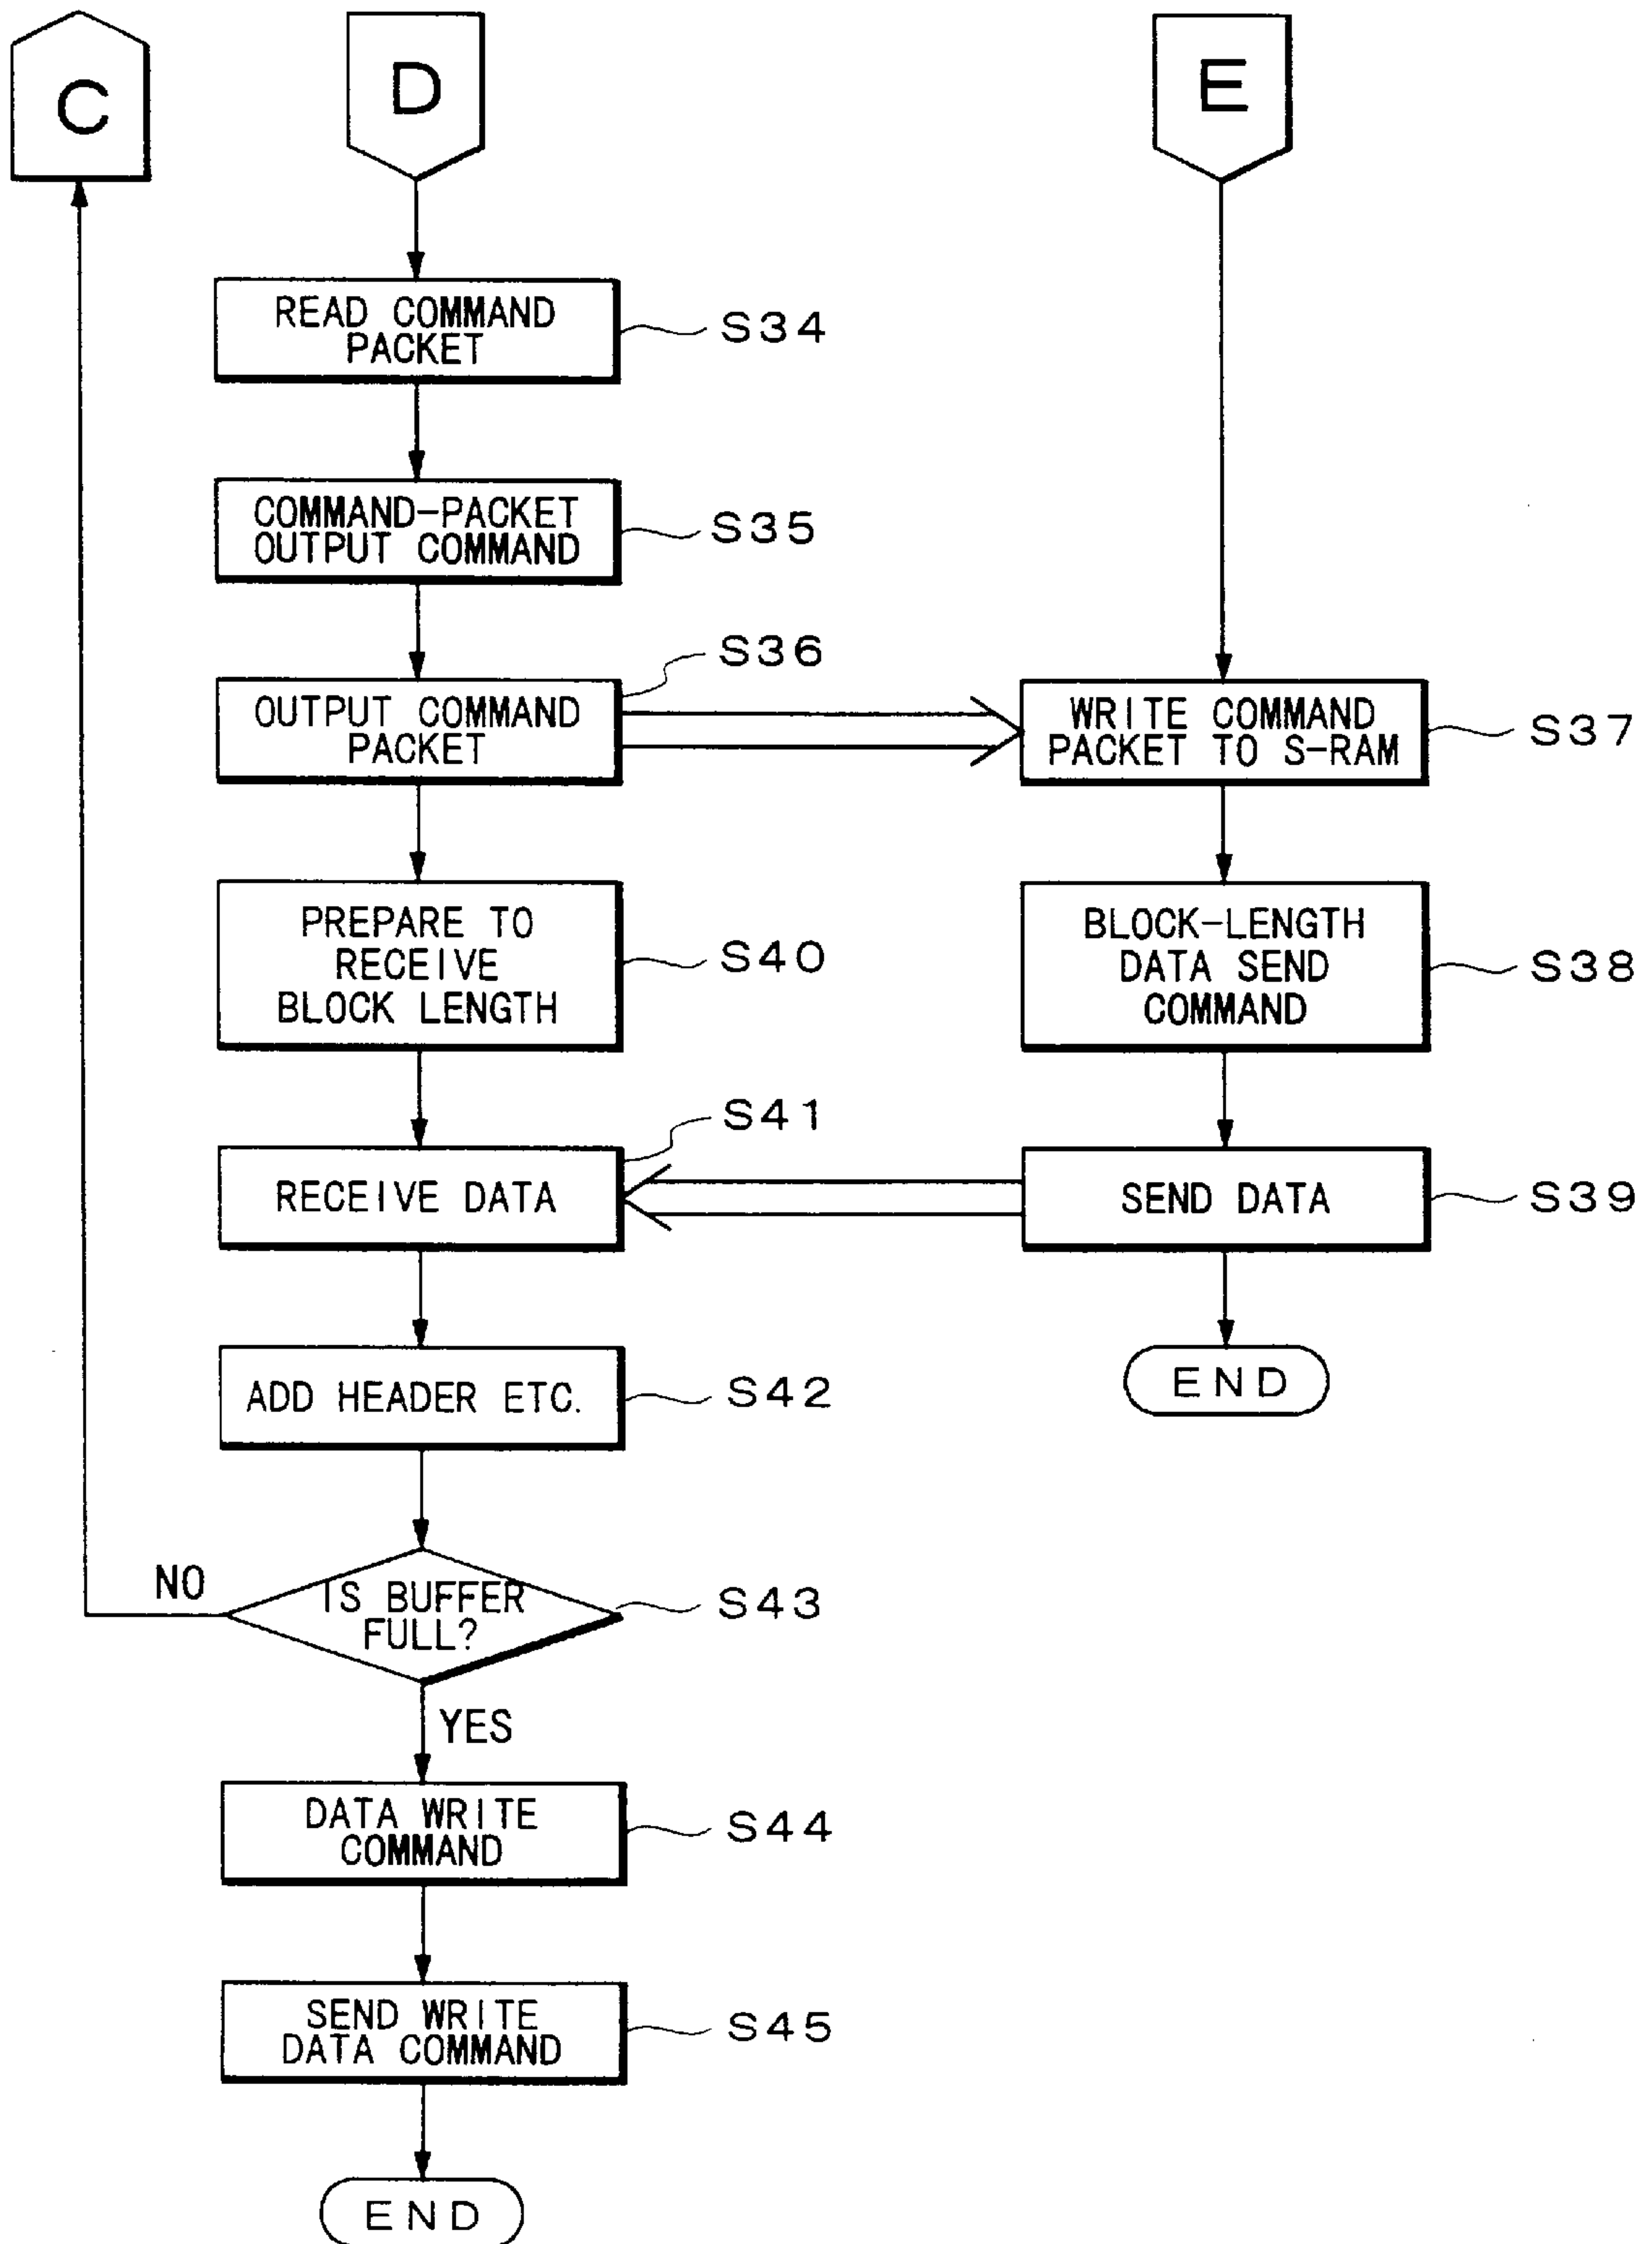 C
D
E
READ COMMAND
PACKET
S34
COMMAND-PACKET
OUTPUT COMMAND
S35
S36
OUTPUT COMMAND
PACKET
WRITE COMMAND
PACKET TO S-RAM
S37
PREPARE TO
RECEIVE
BLOCK LENGTH
S40
BLOCK-LENGTH
DATA SEND
COMMAND
S38
S41
RECEIVE DATA
SEND DATA
S39
ADD HEADER ETC.
S42
END
NO
IS BUFFER
FULL?
S43
YES
DATA WRITE
COMMAND
S44
SEND WRITE
DATA COMMAND
S45
END